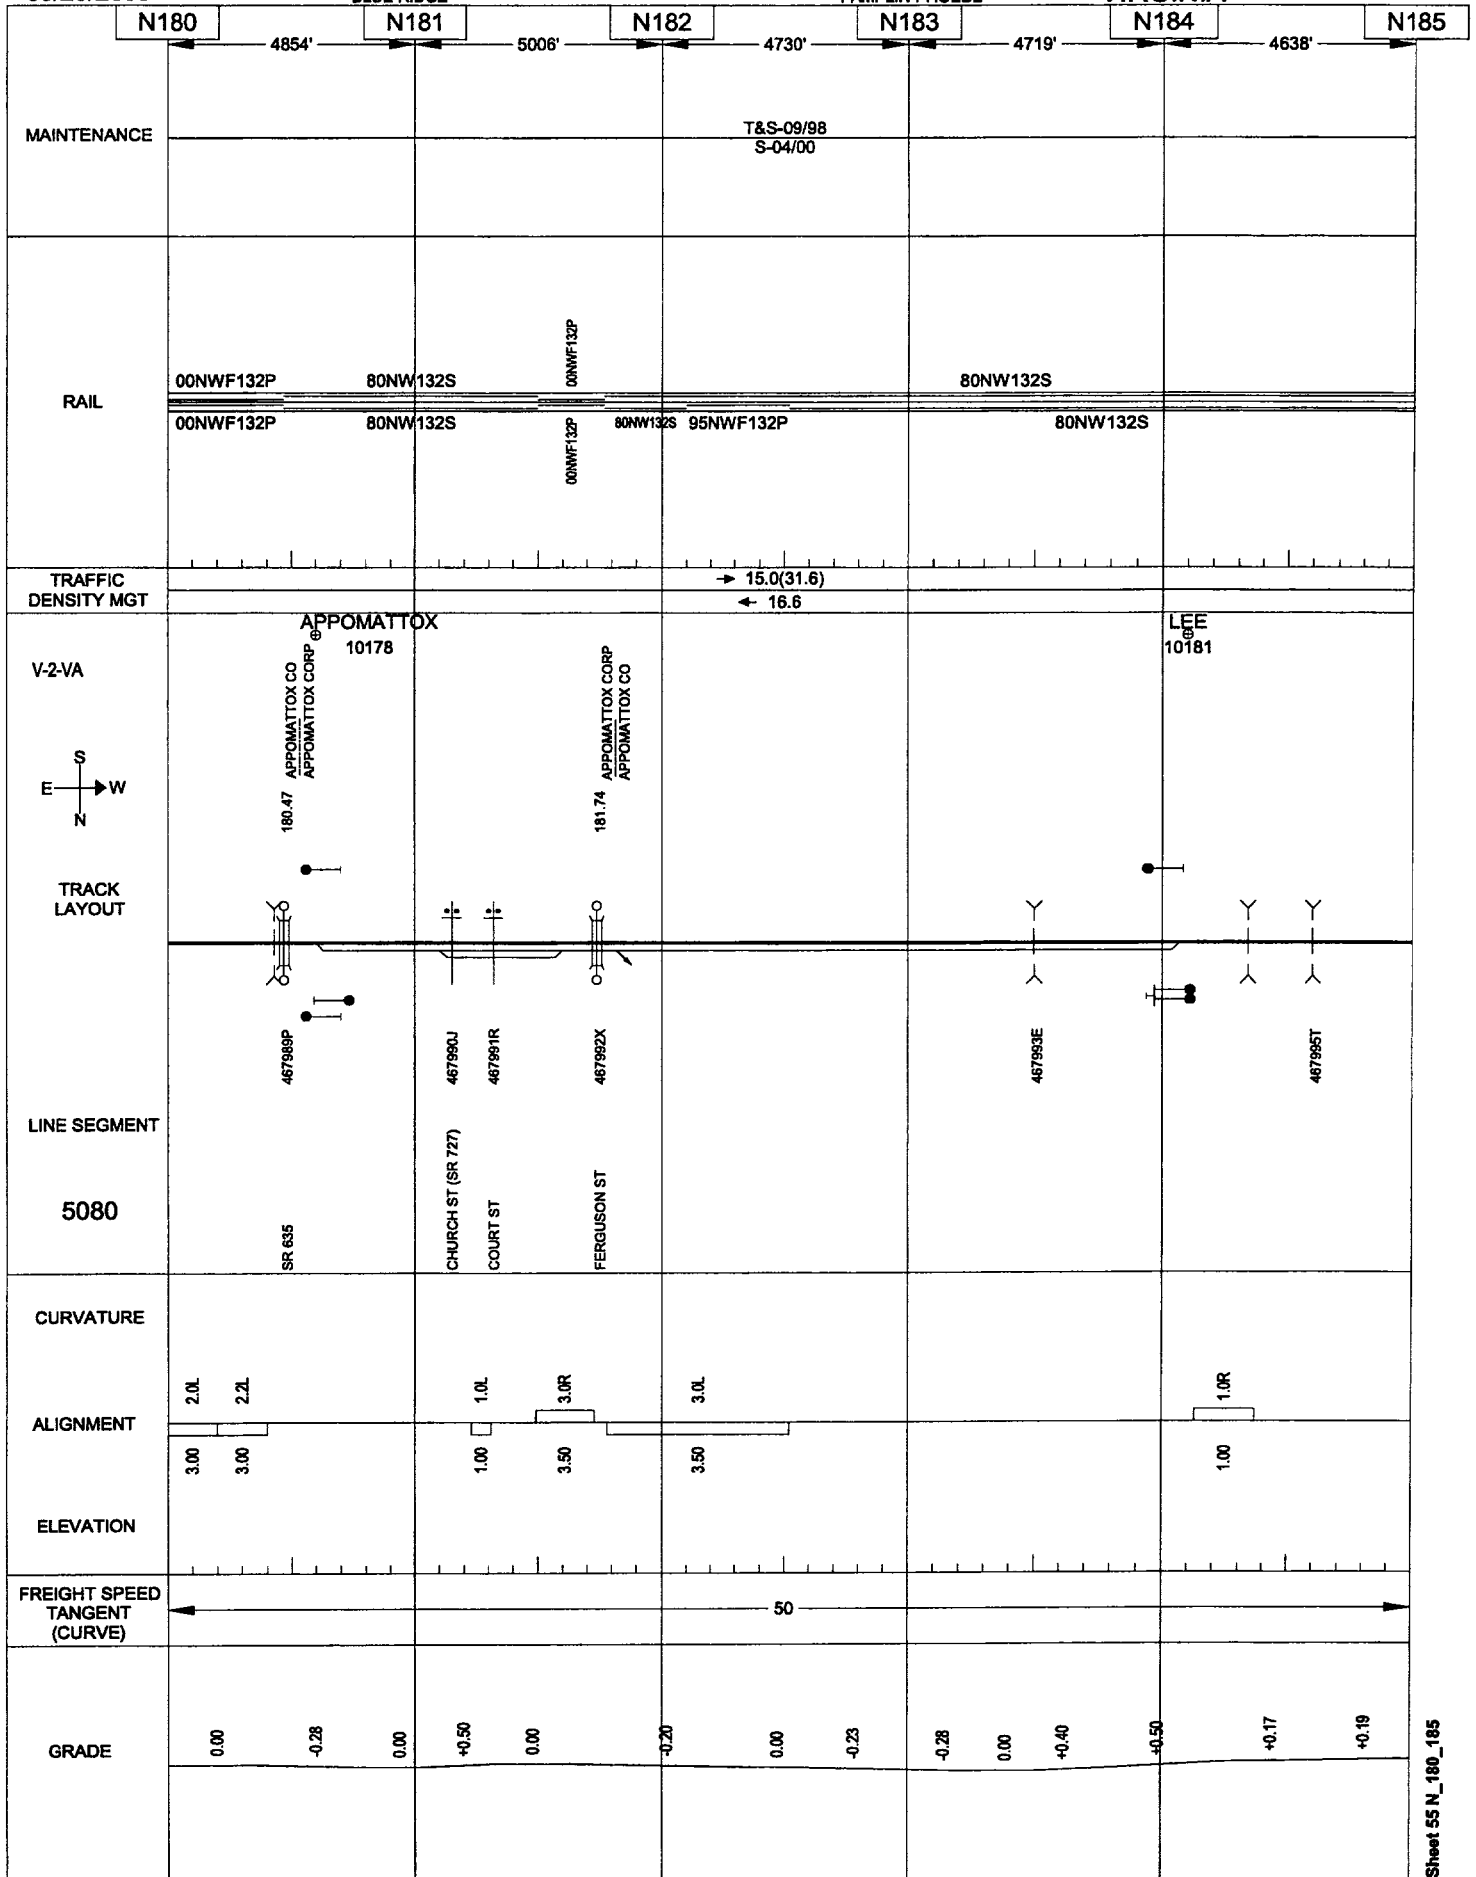 N180 N181 N182 N183 N184 N185
4854' 5006' 4730' 4719' 4638'
MAINTENANCE
T&S-09/98
S-04/00
RAIL
00NWF132P 80NW132S 00NWF132P 80NW132S
00NWF132P 80NW132S 00NWF132P 80NW132S 95NWF132P 80NW132S
TRAFFIC
DENSITY MGT
→ 15.0(31.6)
← 16.6
APPOMATTOX
10178
LEE
10181
V-2-VA
180.47 APPOMATTOX CO
APPOMATTOX CORP
181.74 APPOMATTOX CORP
APPOMATTOX CO
S
E W
N
TRACK
LAYOUT
467989P 467990J 467991R 467992X 467993E 467995T
LINE SEGMENT
5080
SR 635
CHURCH ST (SR 727)
COURT ST
FERGUSON ST
CURVATURE
2.0L 2.2L 1.0L 3.0R 3.0L 1.0R
ALIGNMENT
3.00 3.00 1.00 3.50 3.50 1.00
ELEVATION
FREIGHT SPEED
TANGENT
(CURVE)
50
GRADE
0.00 -0.28 0.00 +0.50 0.00 -0.20 0.00 -0.23 -0.28 0.00 +0.40 +0.50 +0.17 +0.19
Sheet 55 N_180_185